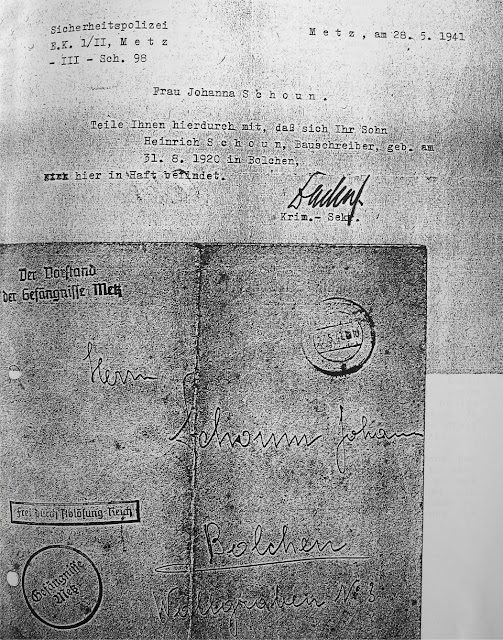 Sicherheitspolizei
E.K. 1/II, Metz
- III - Sch. 98
Metz, am 28. 5. 1941
Frau Johanna Schoun.
Teile Ihnen hierdurch mit, daß sich Ihr Sohn
Heinrich Schoun, Bauschreiber, geb. am
31. 8. 1920 in Bolchen,
hier in Haft befindet.
Krim.- Sekr.
Der Vorstand
der Gefängnisse Metz
Herrn
Schoun Johann
Frei durch Ablösung Reich
Bolchen
Gefängnisse
Metz
Wallgraben N° 8